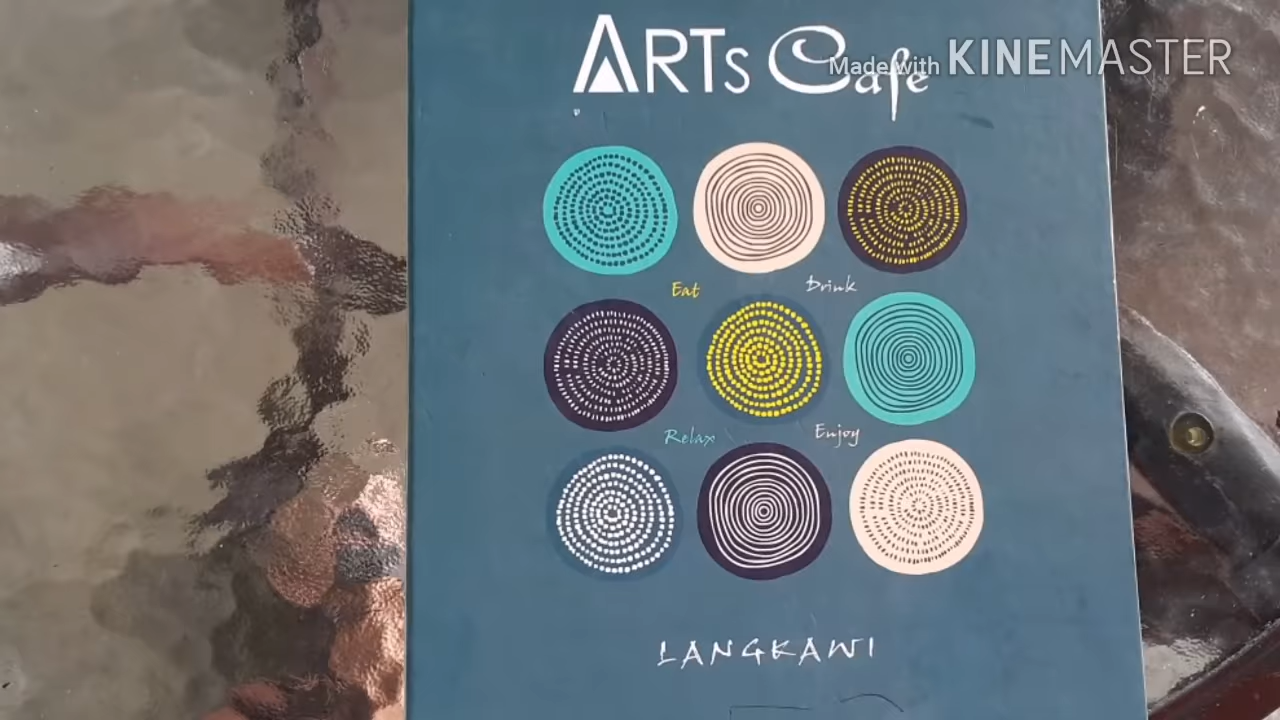 ARTs Cafe
Made with KINEMASTER
Eat Drink
Relax Enjoy
LANGKAWI